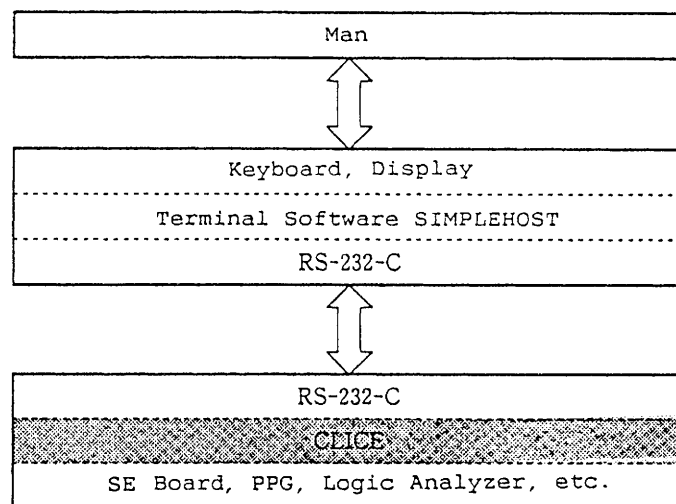 Man
Keyboard, Display
Terminal Software SIMPLEHOST
RS-232-C
RS-232-C
CLICE
SE Board, PPG, Logic Analyzer, etc.